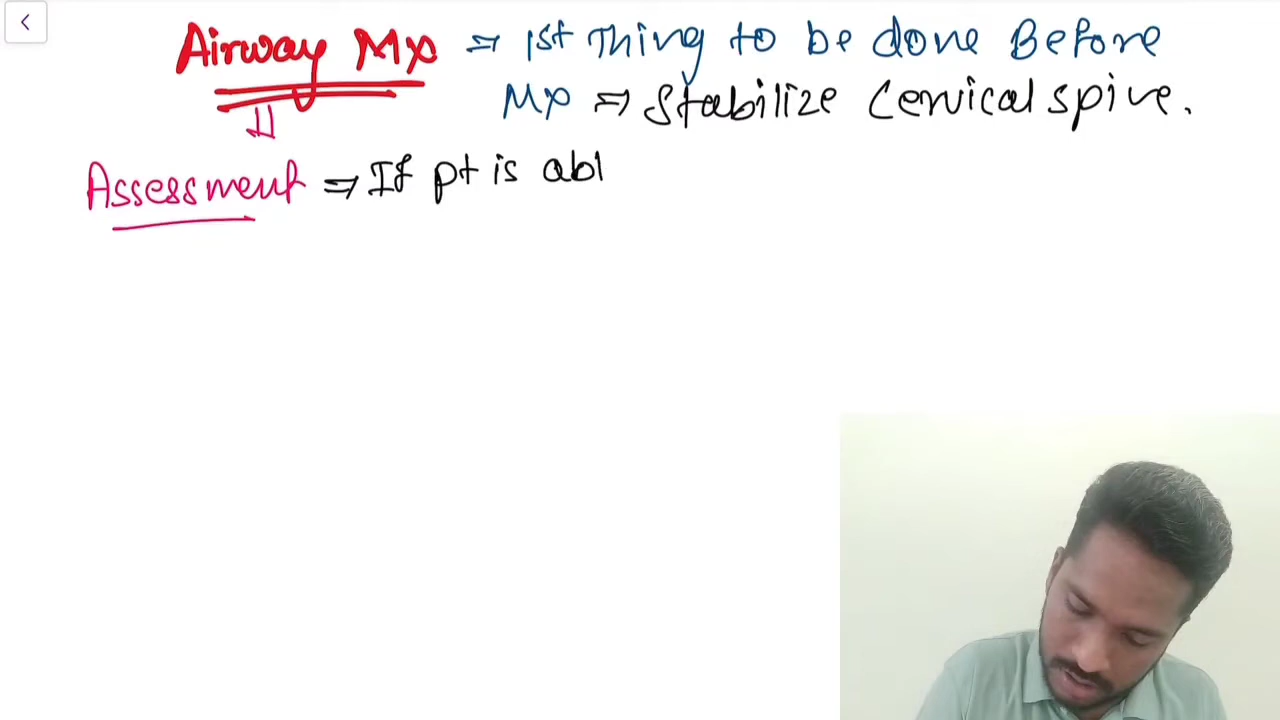 Airway Mx ⇒ 1st Thing to be done Before
Mx ⇒ Stabilize Cervical spine.
Assessment ⇒ If pt is abl